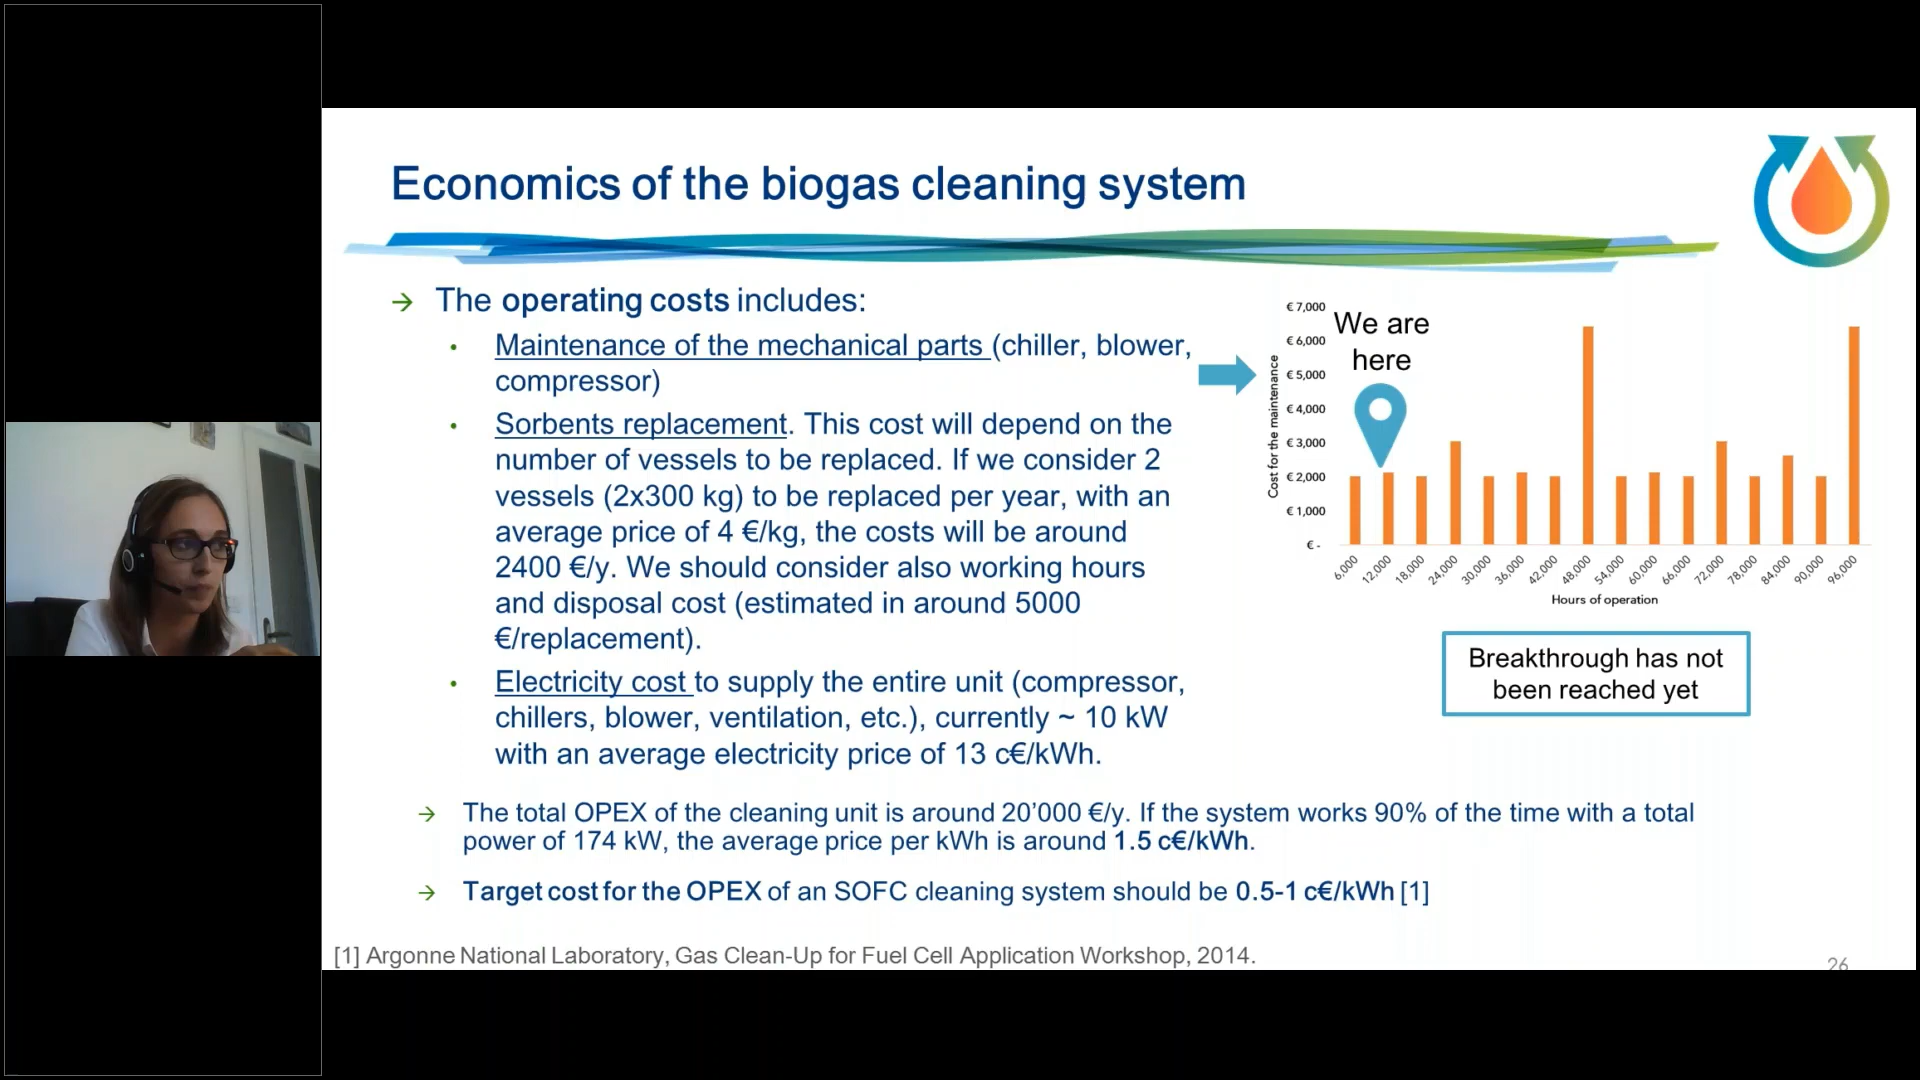 Economics of the biogas cleaning system
→ The operating costs includes:
• Maintenance of the mechanical parts (chiller, blower,
compressor)
• Sorbents replacement. This cost will depend on the
number of vessels to be replaced. If we consider 2
vessels (2x300 kg) to be replaced per year, with an
average price of 4 €/kg, the costs will be around
2400 €/y. We should consider also working hours
and disposal cost (estimated in around 5000
€/replacement).
• Electricity cost to supply the entire unit (compressor,
chillers, blower, ventilation, etc.), currently ~ 10 kW
with an average electricity price of 13 c€/kWh.
We are
here
Cost for the maintenance
€ 7,000
€ 6,000
€ 5,000
€ 4,000
€ 3,000
€ 2,000
€ 1,000
€ -
6,000 12,000 18,000 24,000 30,000 36,000 42,000 48,000 54,000 60,000 66,000 72,000 78,000 84,000 90,000 96,000
Hours of operation
Breakthrough has not
been reached yet
→ The total OPEX of the cleaning unit is around 20’000 €/y. If the system works 90% of the time with a total
power of 174 kW, the average price per kWh is around 1.5 c€/kWh.
→ Target cost for the OPEX of an SOFC cleaning system should be 0.5-1 c€/kWh [1]
[1] Argonne National Laboratory, Gas Clean-Up for Fuel Cell Application Workshop, 2014.
26